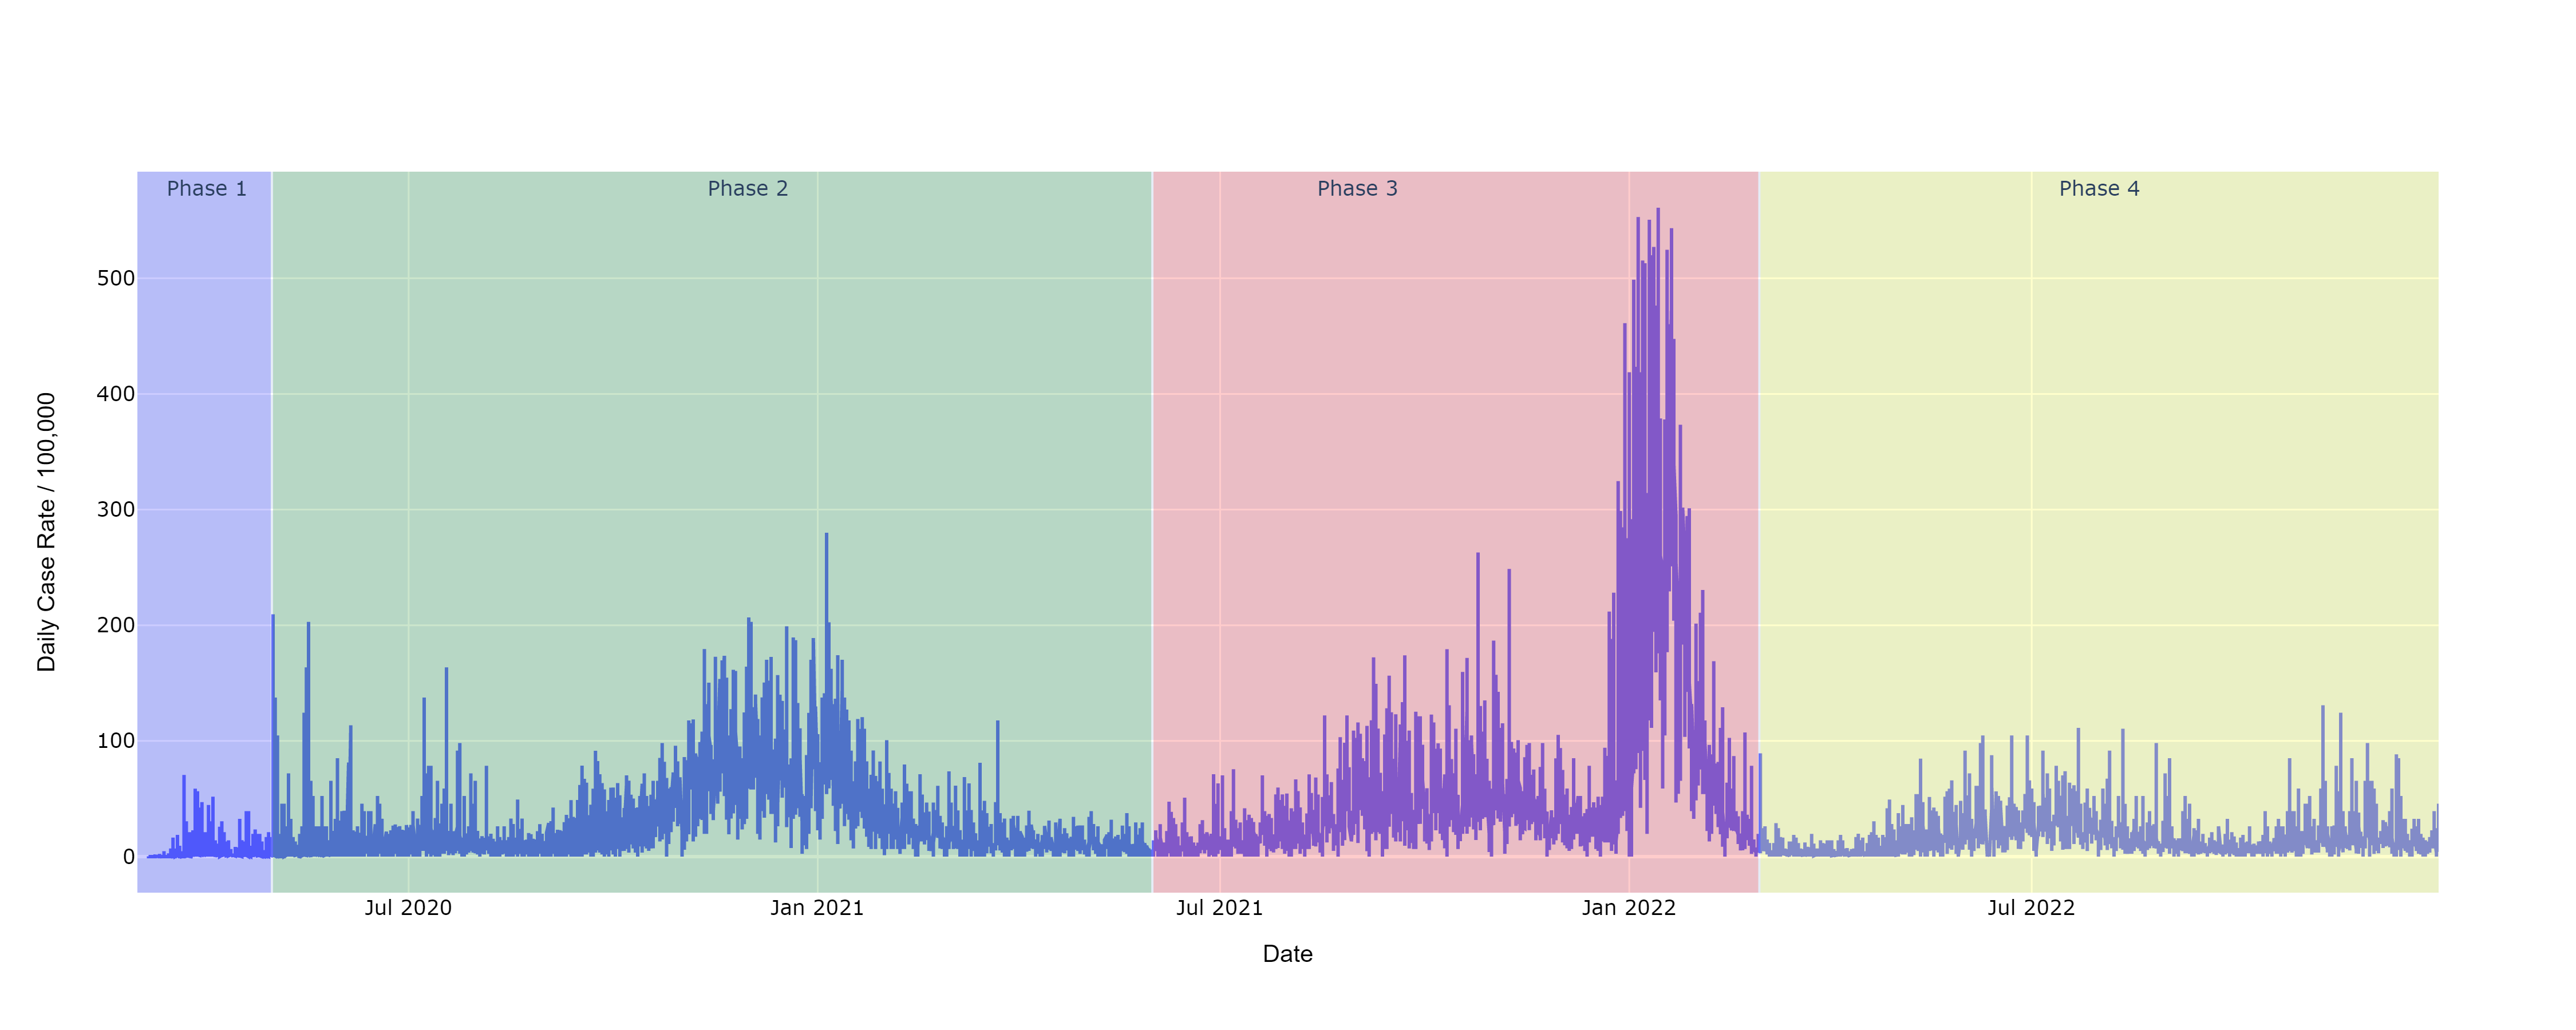 Phase 1
Phase 2
Phase 3
Phase 4
500
400
300
200
100
0
Daily Case Rate / 100,000
Jul 2020
Jan 2021
Jul 2021
Jan 2022
Jul 2022
Date